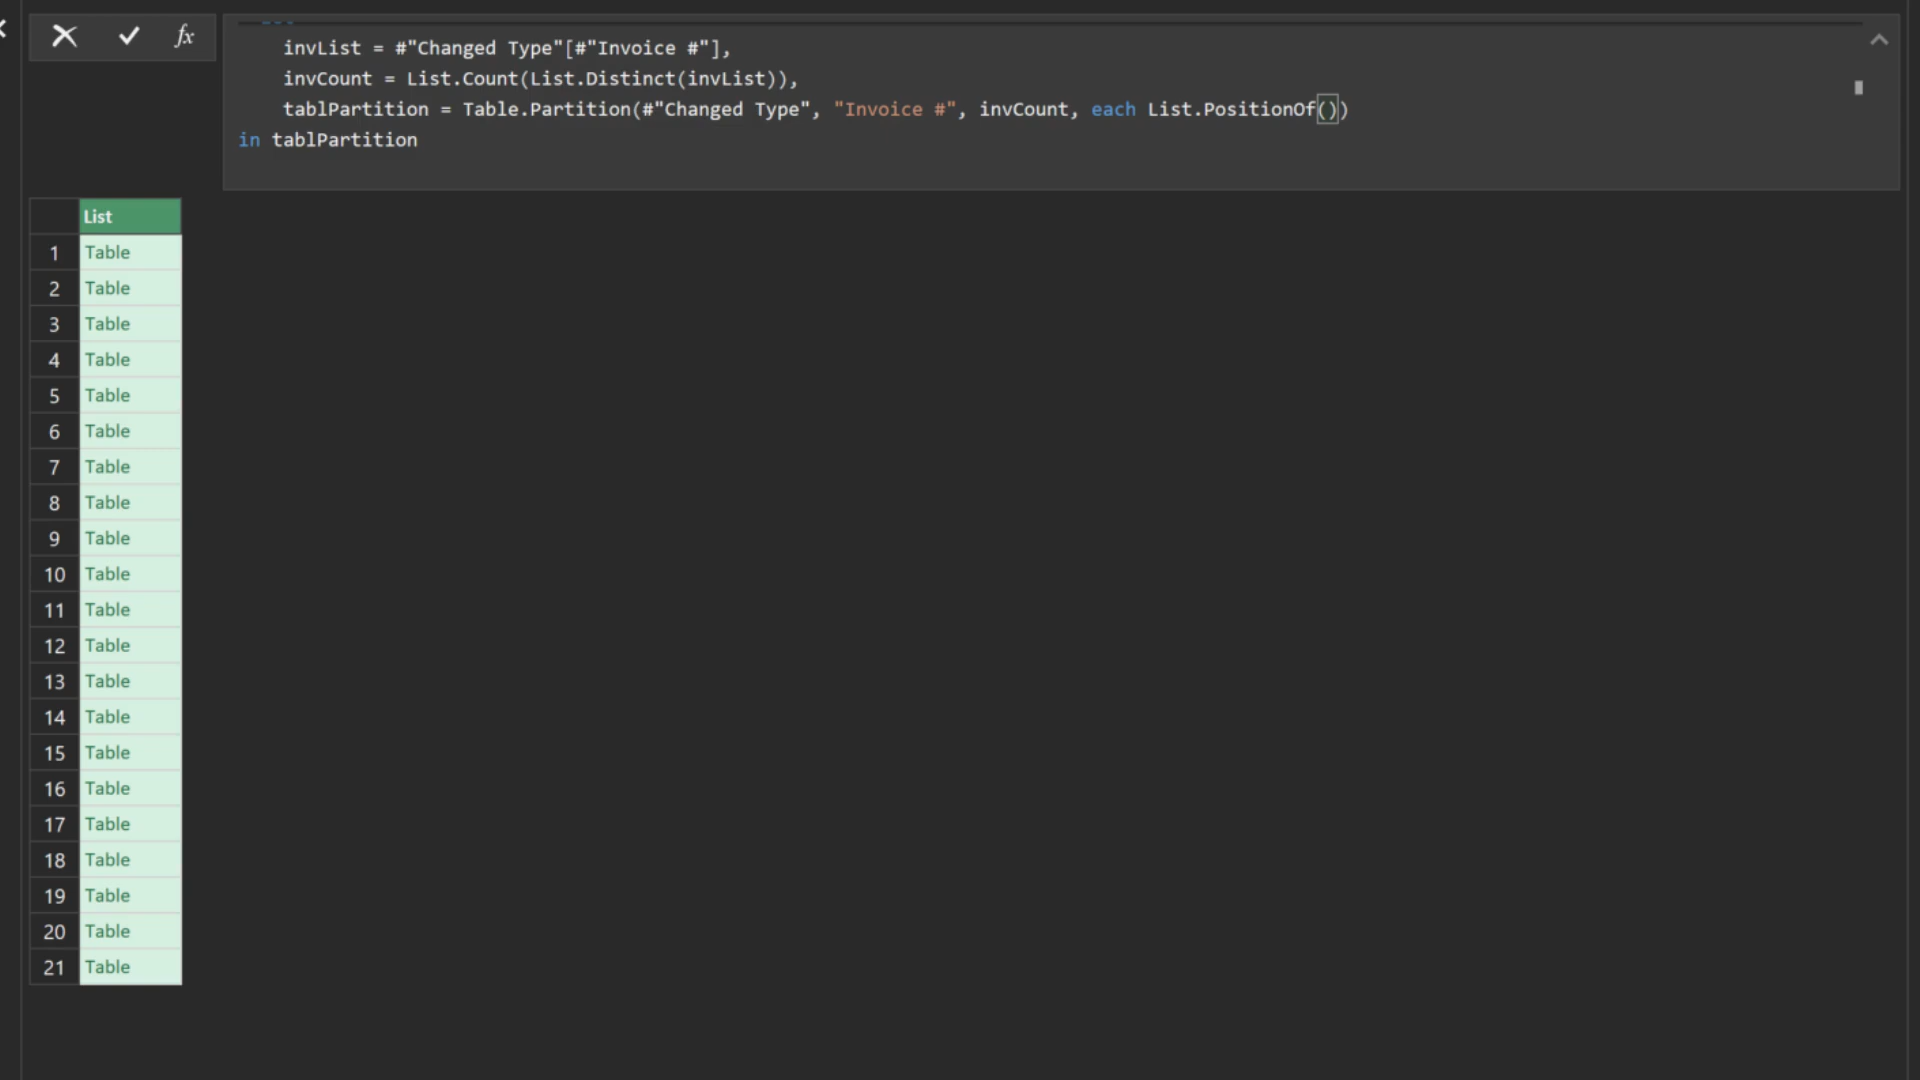 fx
invList = #"Changed Type"[#"Invoice #"],
invCount = List.Count(List.Distinct(invList)),
tablPartition = Table.Partition(#"Changed Type", "Invoice #", invCount, each List.PositionOf())
in tablPartition
List
1 Table
2 Table
3 Table
4 Table
5 Table
6 Table
7 Table
8 Table
9 Table
10 Table
11 Table
12 Table
13 Table
14 Table
15 Table
16 Table
17 Table
18 Table
19 Table
20 Table
21 Table